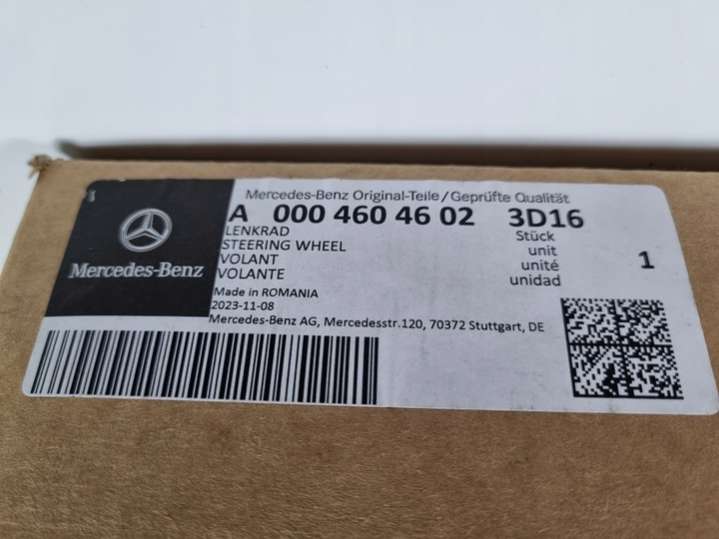 Mercedes-Benz Original-Teile/Geprüfte Qualität
A 000 460 46 02 3D16
LENKRAD
STEERING WHEEL
VOLANT
VOLANTE
Stück
unit
unité
unidad
1
Mercedes-Benz
Made in ROMANIA
2023-11-08
Mercedes-Benz AG, Mercedesstr.120, 70372 Stuttgart, DE